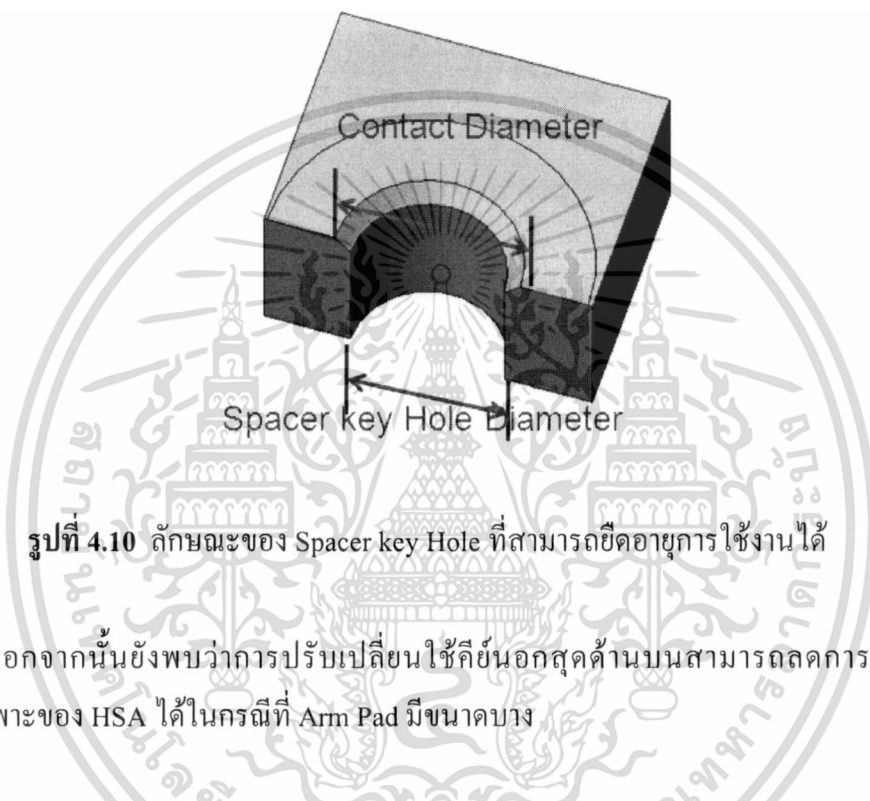 Contact Diameter
Spacer key Hole Diameter
รูปที่ 4.10 ลักษณะของ Spacer key Hole ที่สามารถยืดอายุการใช้งานได้
อกจากนั้นยังพบว่าการปรับเปลี่ยนใช้คีย์นอกสุดด้านบนสามารถลดการ
พาะของ HSA ได้ในกรณีที่ Arm Pad มีขนาดบาง